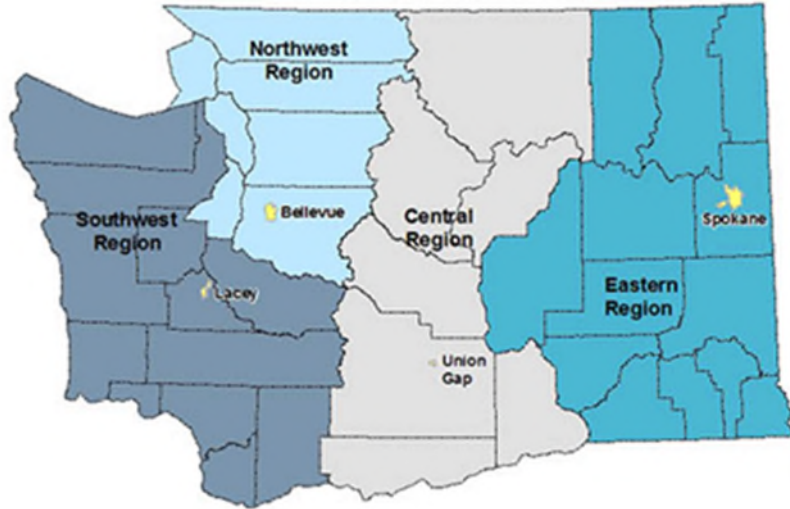 Northwest
Region
Southwest
Region
Bellevue
Central
Region
Spokane
Lacey
Eastern
Region
Union
Gap